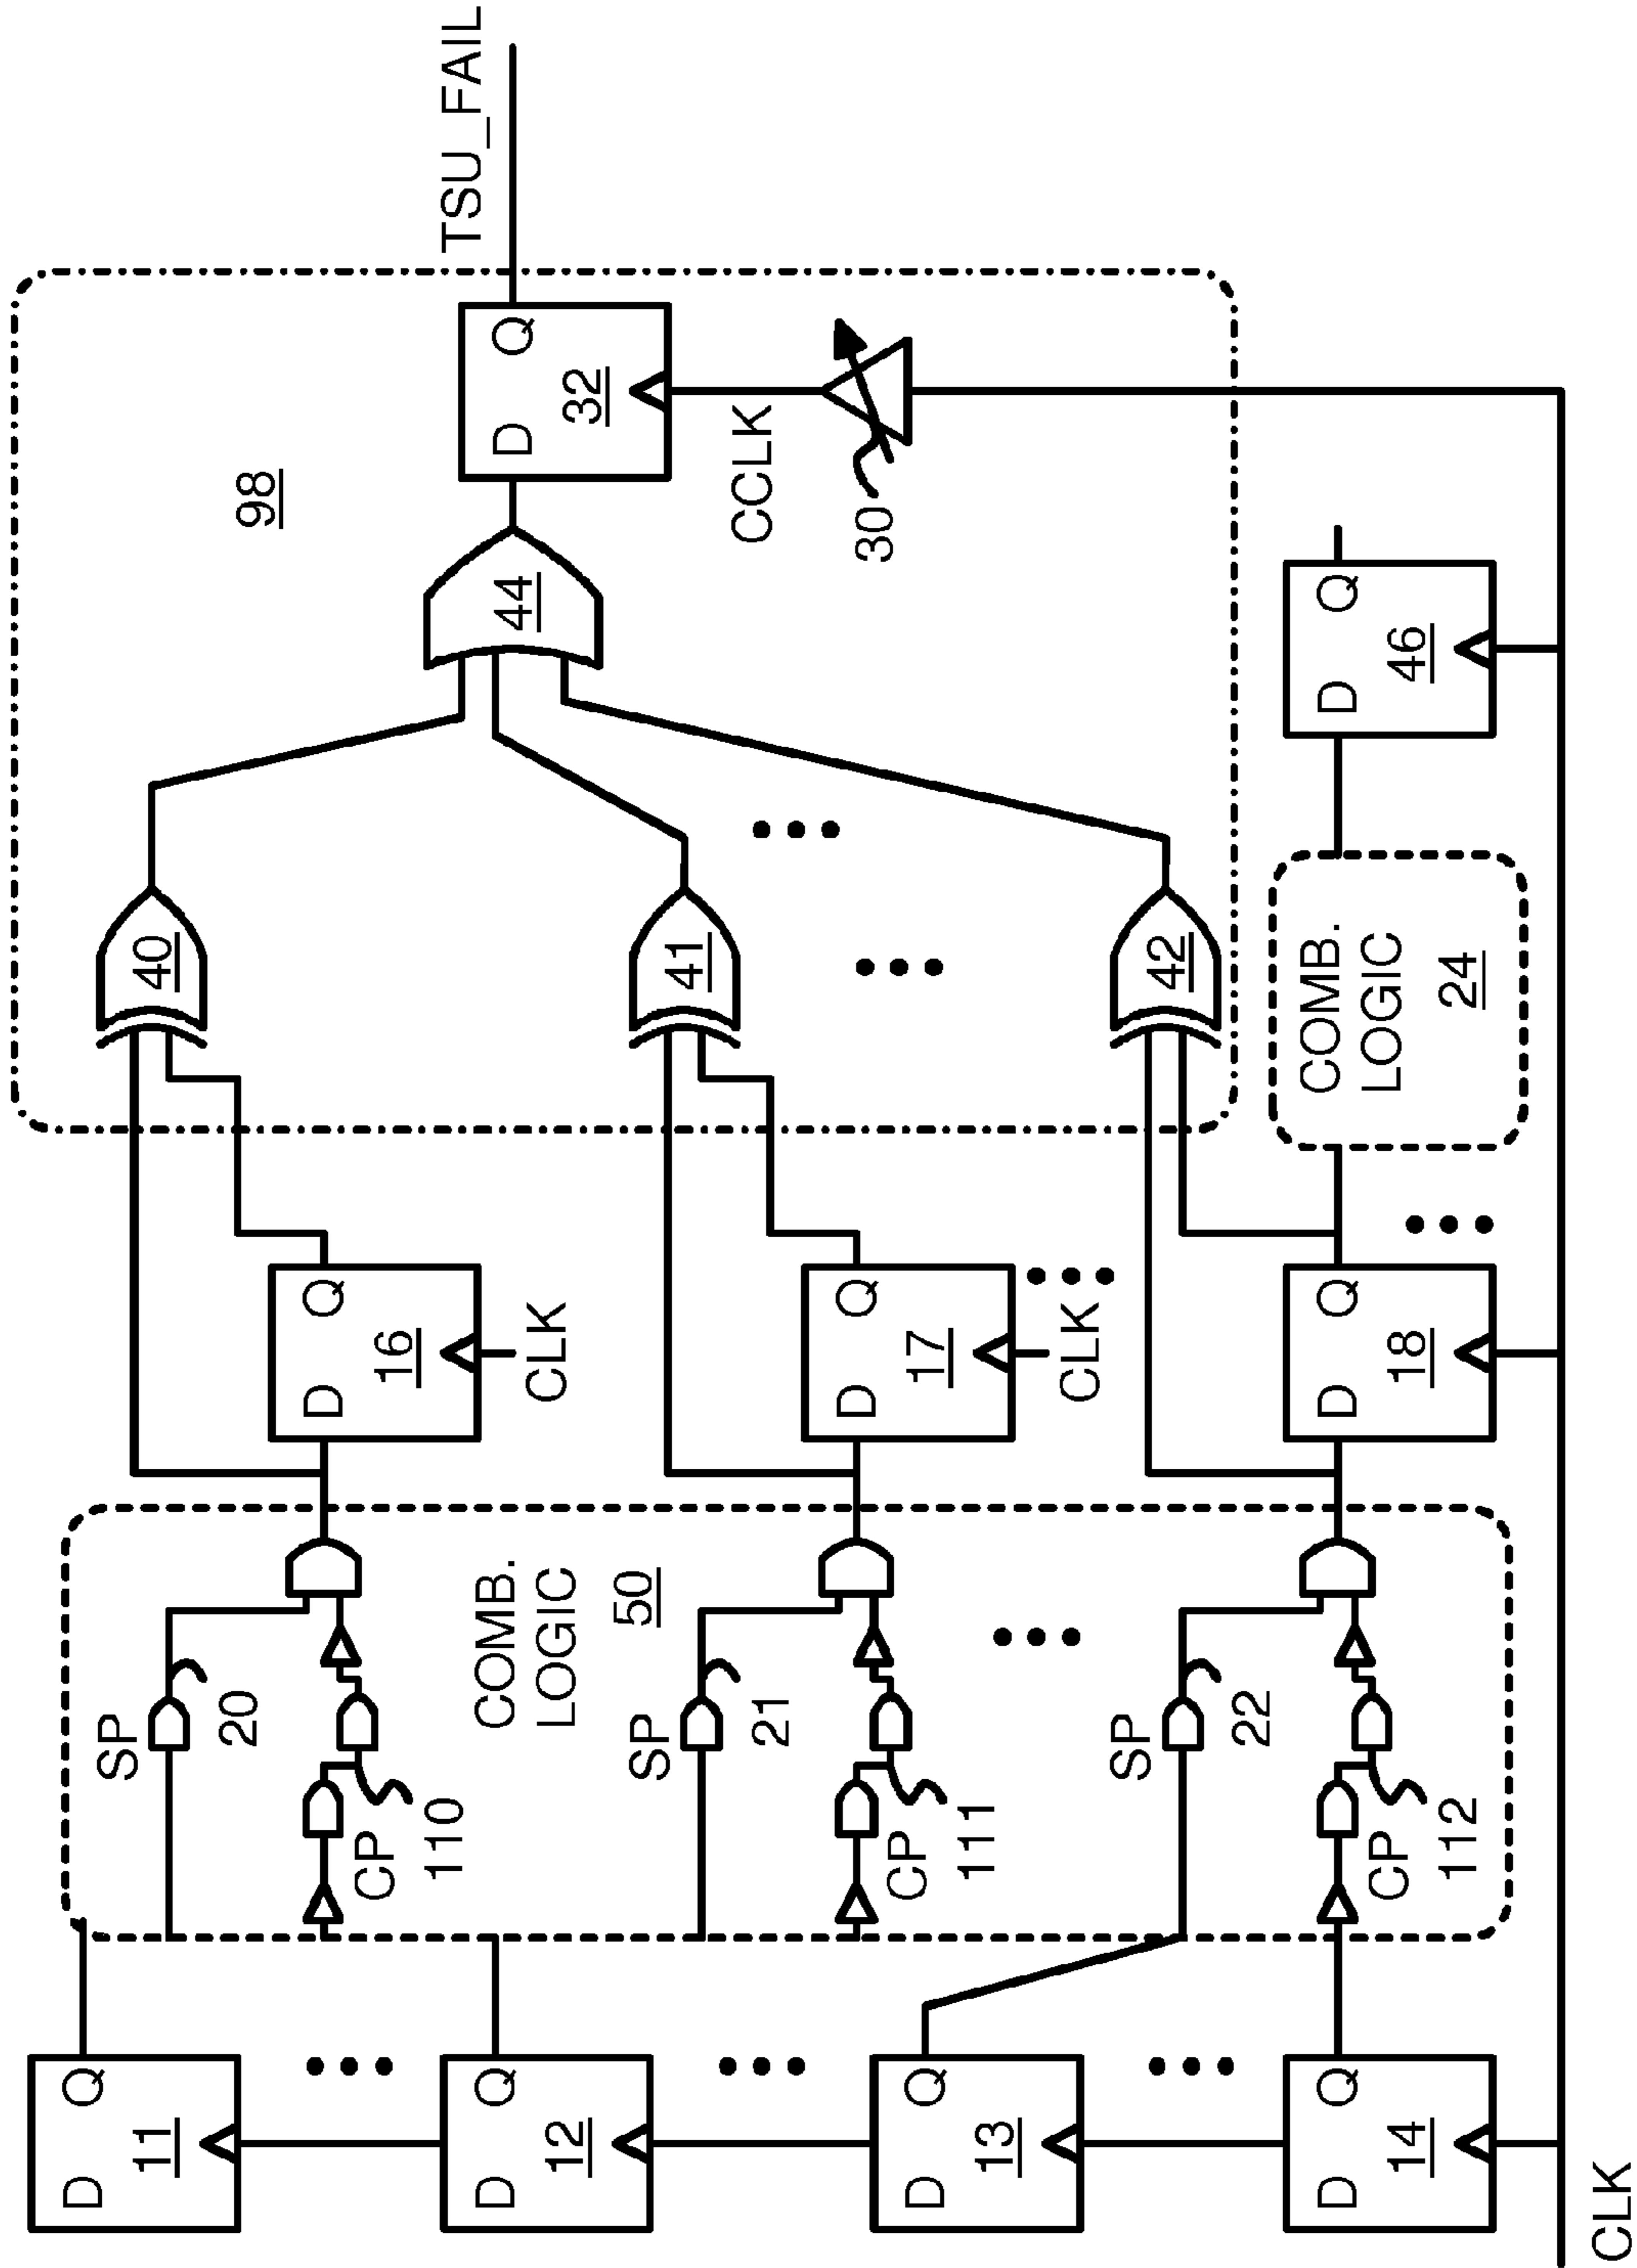 TSU_FAIL
98
D Q
32
CCLK
30
44
40
41
42
D Q
46
COMB.
LOGIC
24
D Q
16
CLK
D Q
17
CLK
D Q
18
SP
20
CP
110
COMB.
LOGIC
50
SP
21
CP
111
SP
22
CP
112
D Q
11
D Q
12
D Q
13
D Q
14
CLK